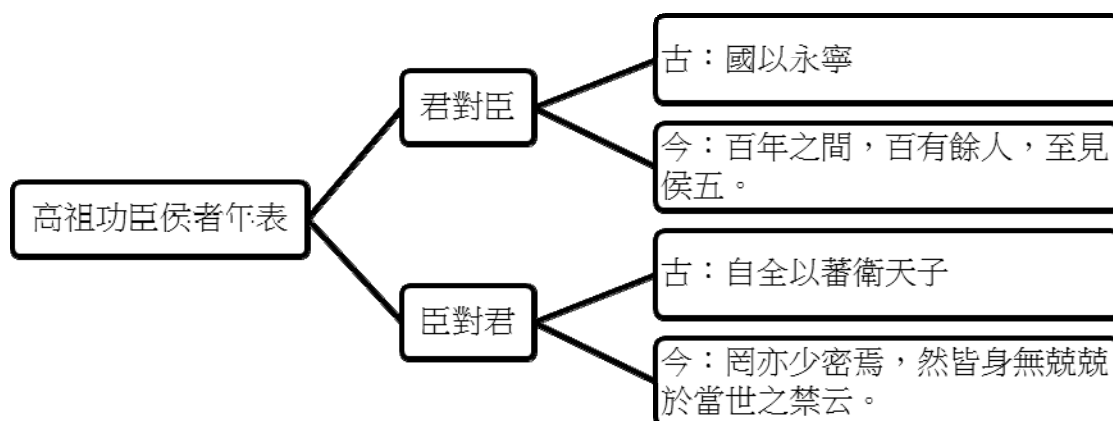 高祖功臣侯者年表
君對臣
古：國以永寧
今：百年之間，百有餘人，至見
侯五。
臣對君
古：自全以蕃衛天子
今：罔亦少密焉，然皆身無兢兢
於當世之禁云。